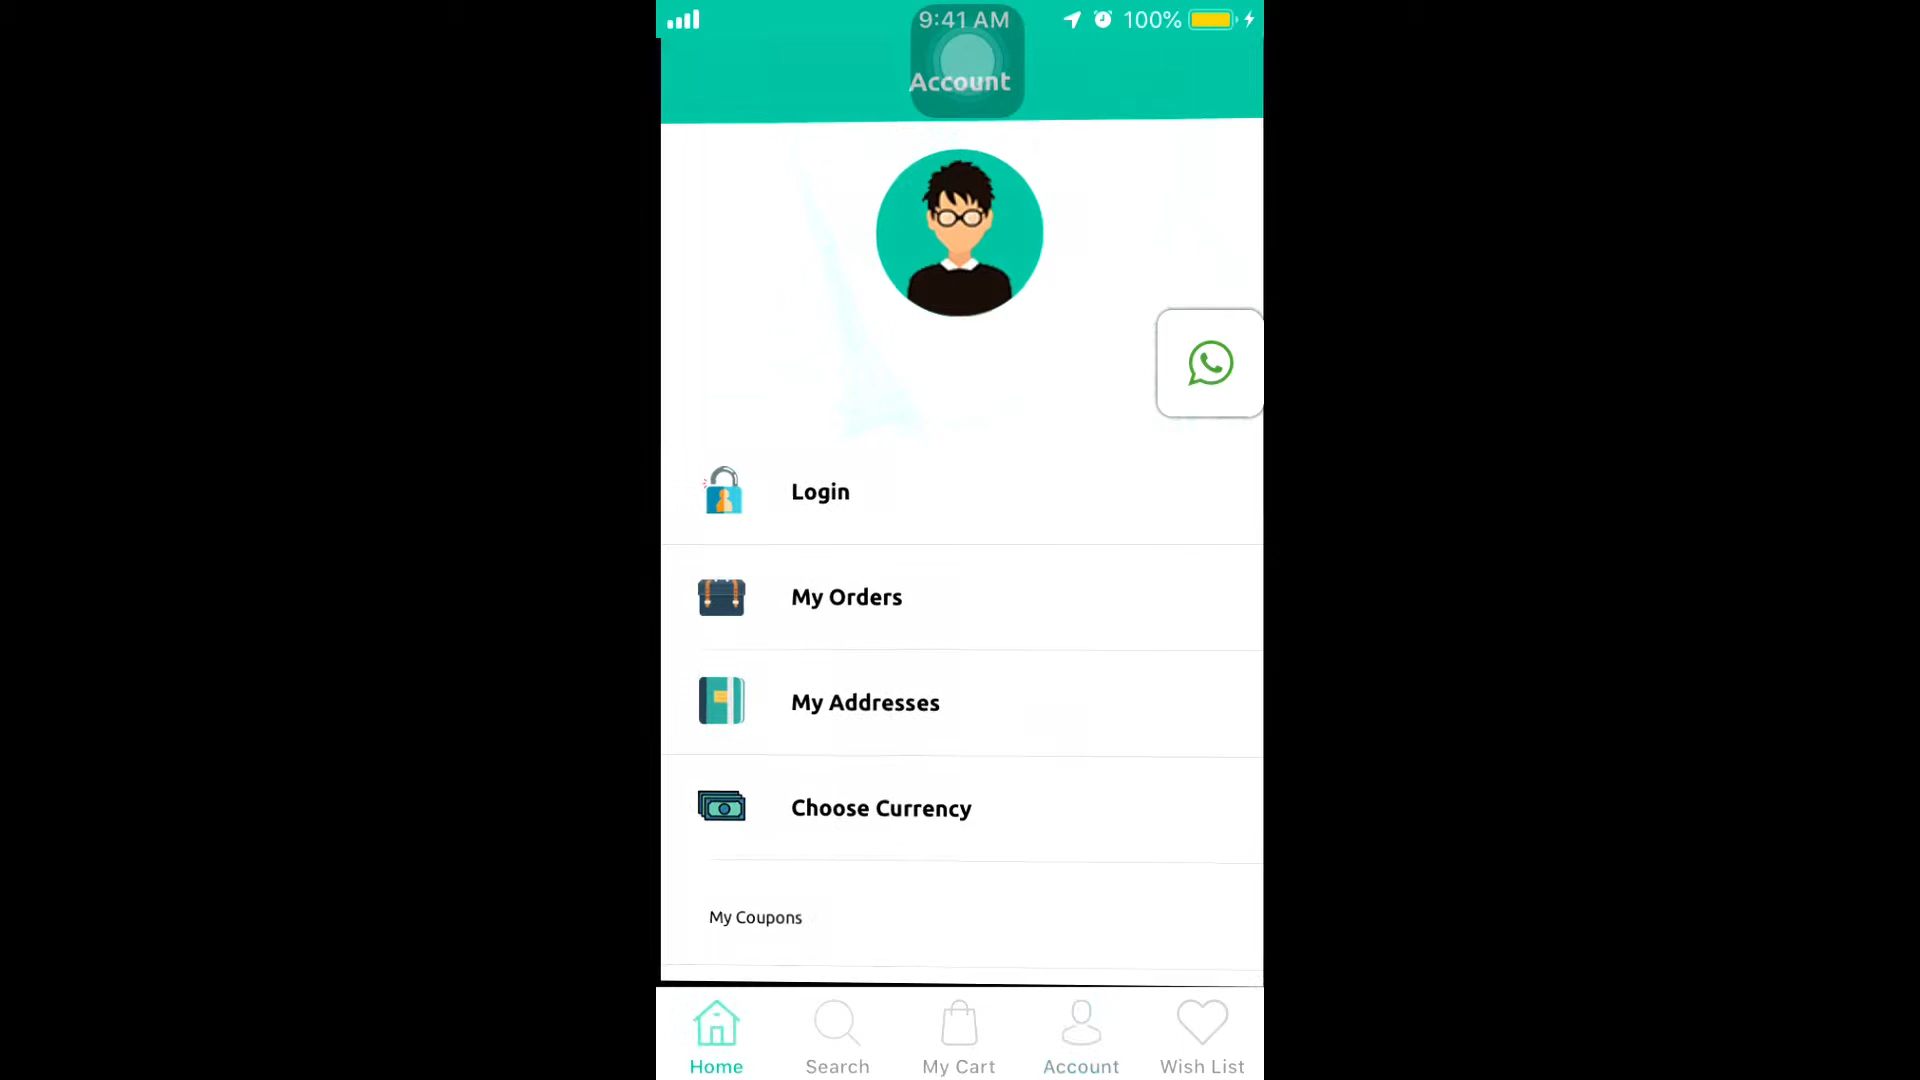 9:41 AM 100%
Account
Login
My Orders
My Addresses
Choose Currency
My Coupons
Home Search My Cart Account Wish List